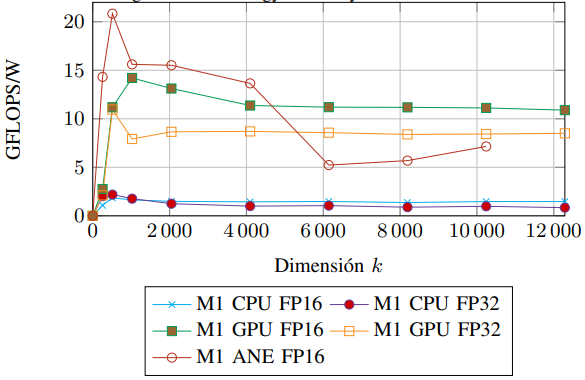 GFLOPS/W
20
15
10
5
0
0 2 000 4 000 6 000 8 000 10 000 12 000
Dimensión k
M1 CPU FP16 M1 CPU FP32
M1 GPU FP16 M1 GPU FP32
M1 ANE FP16